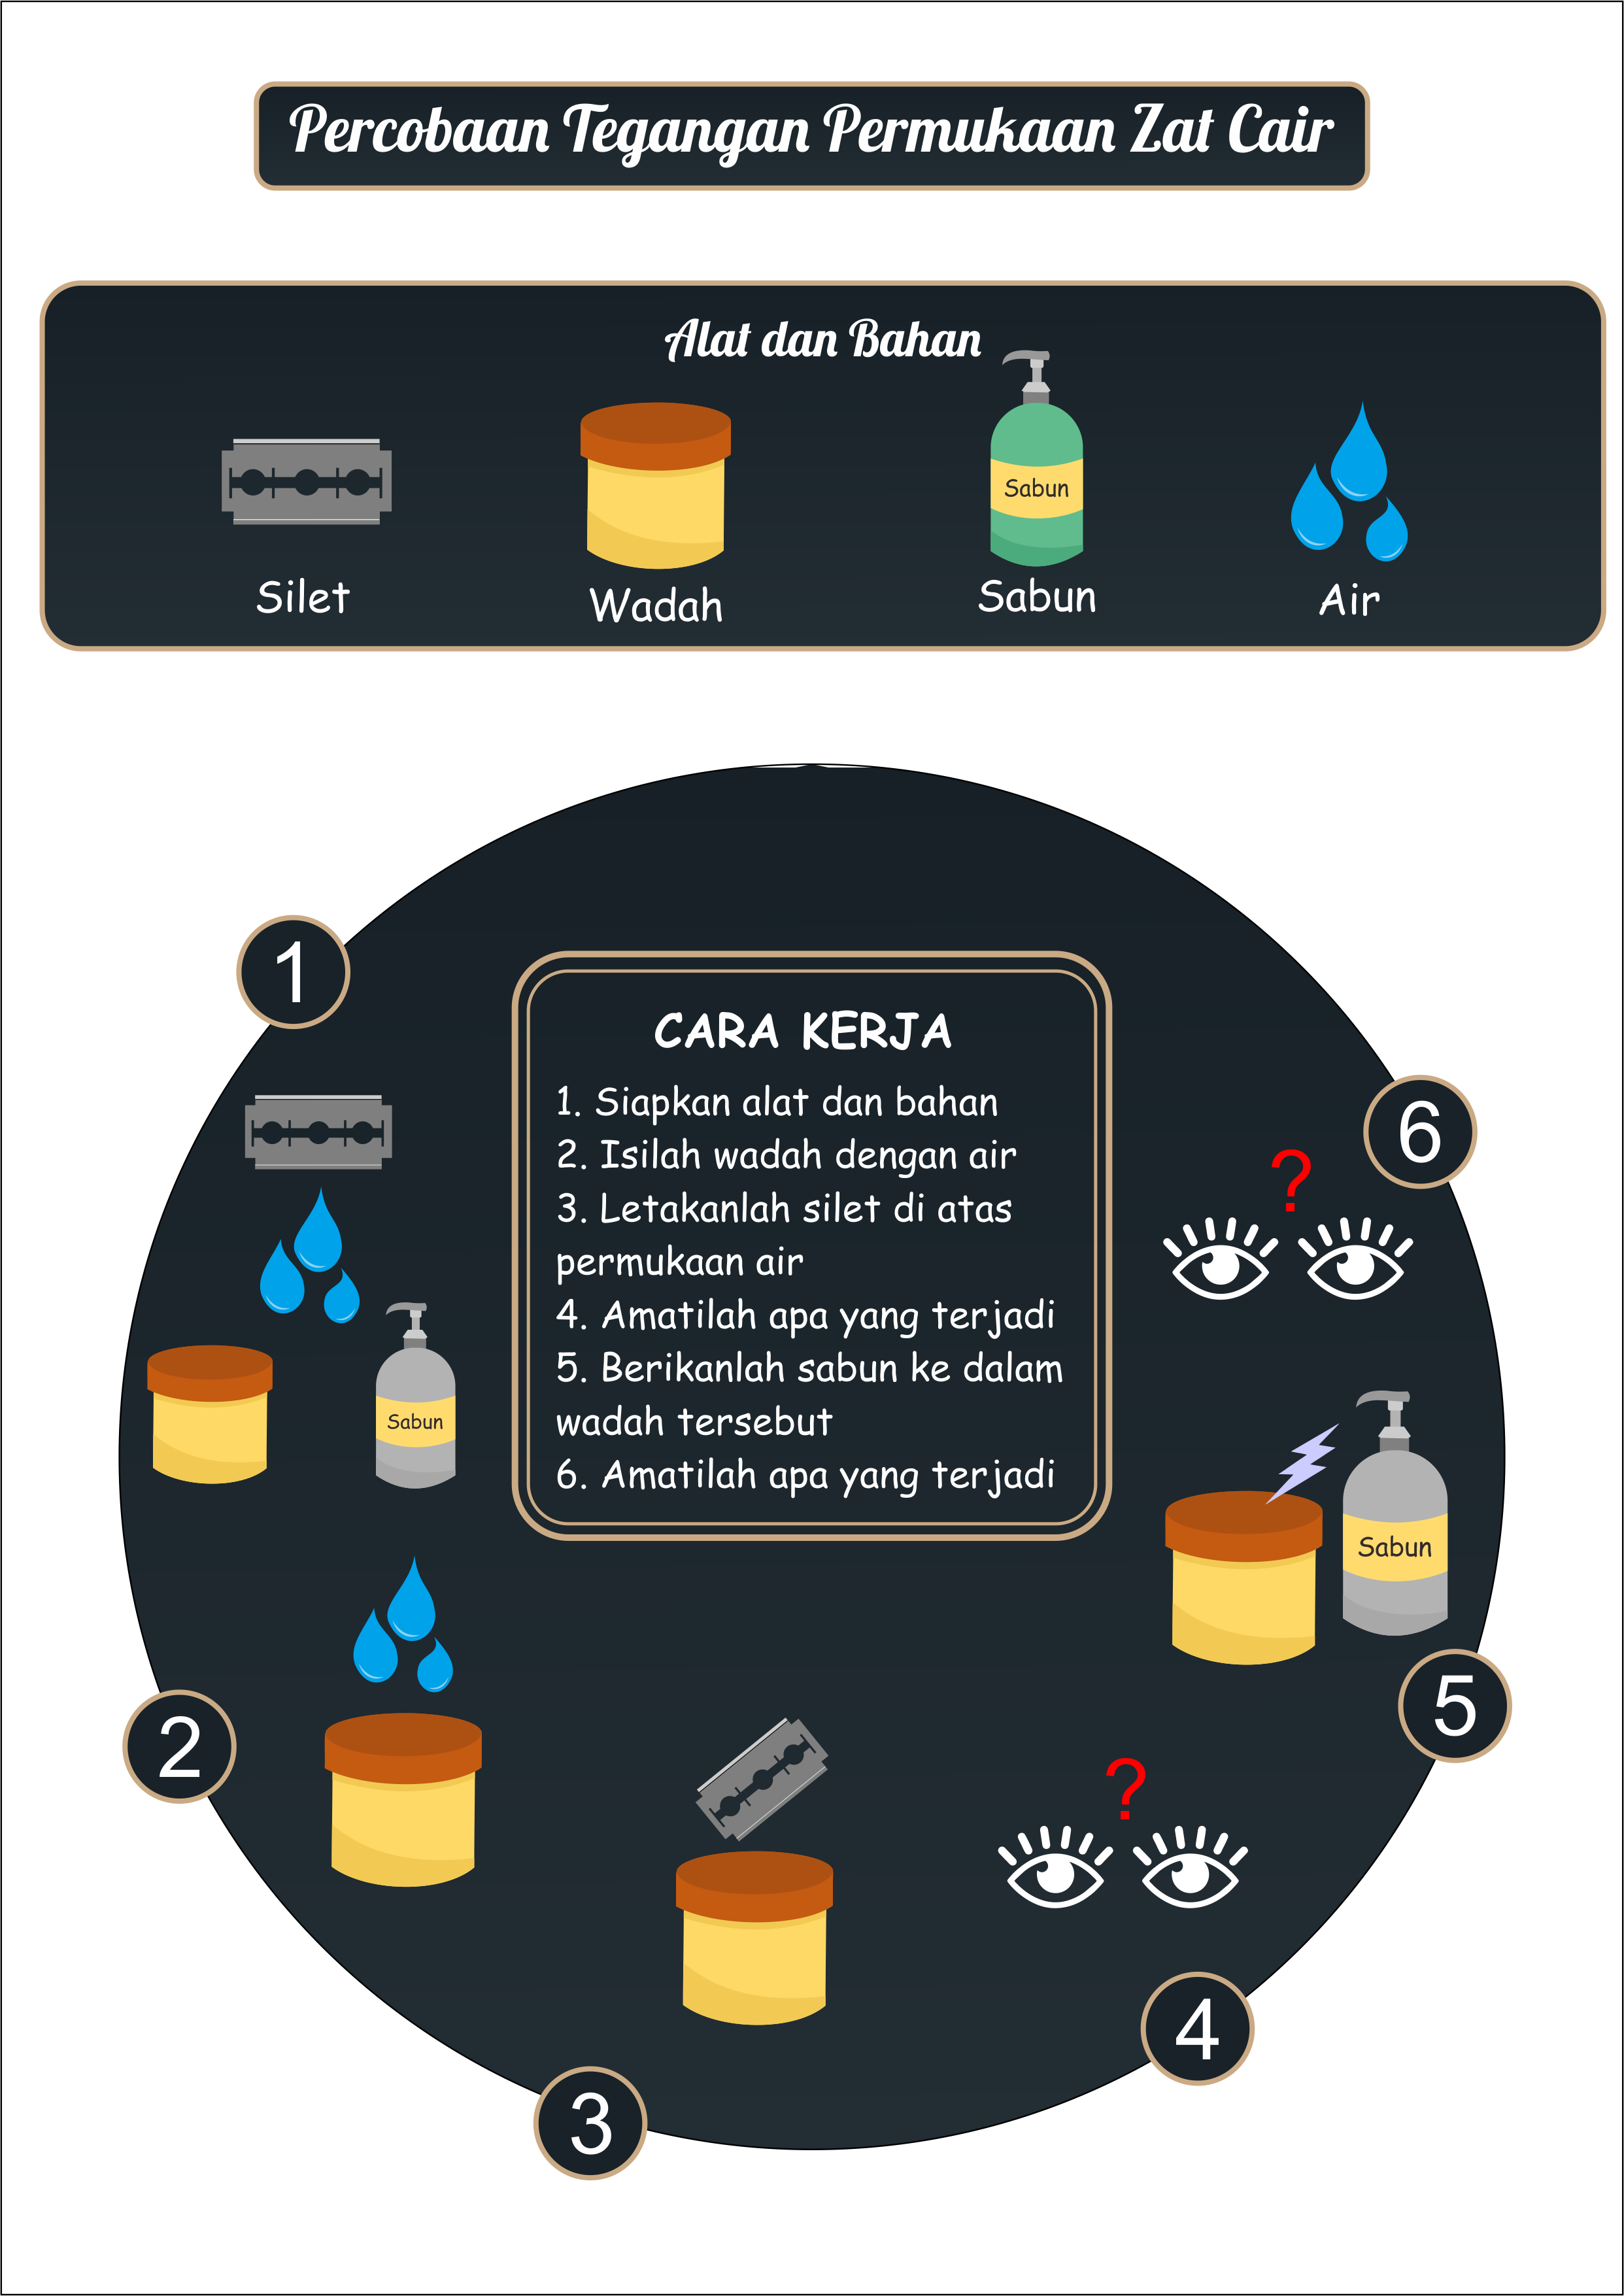 Percobaan Tegangan Permukaan Zat Cair
Alat dan Bahan
Sabun
Silet
Wadah
Sabun
Air
1
CARA KERJA
1. Siapkan alat dan bahan
2. Isilah wadah dengan air
3. Letakanlah silet di atas
permukaan air
4. Amatilah apa yang terjadi
5. Berikanlah sabun ke dalam
wadah tersebut
6. Amatilah apa yang terjadi
6
?
Sabun
Sabun
2
5
?
4
3